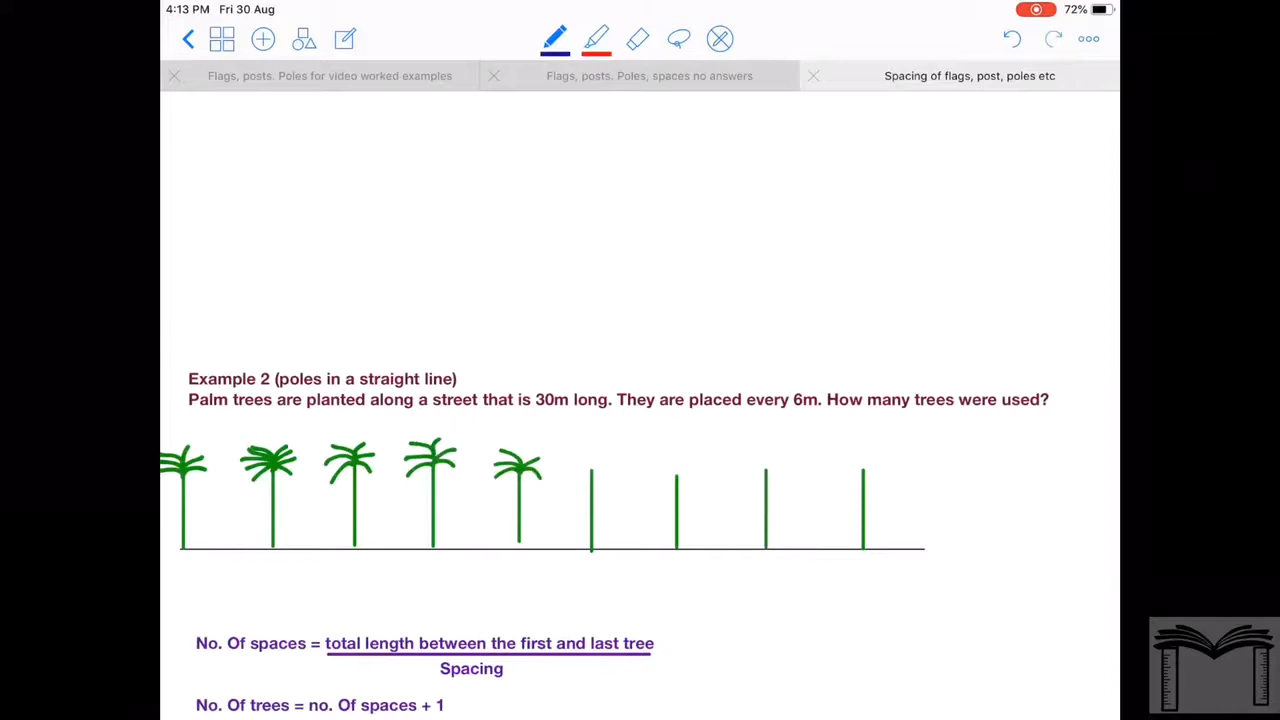 4:13 PM Fri 30 Aug 72%
Flags, posts. Poles for video worked examples Flags, posts. Poles, spaces no answers Spacing of flags, post, poles etc
Example 2 (poles in a straight line)
Palm trees are planted along a street that is 30m long. They are placed every 6m. How many trees were used?
No. Of spaces = total length between the first and last tree
Spacing
No. Of trees = no. Of spaces + 1